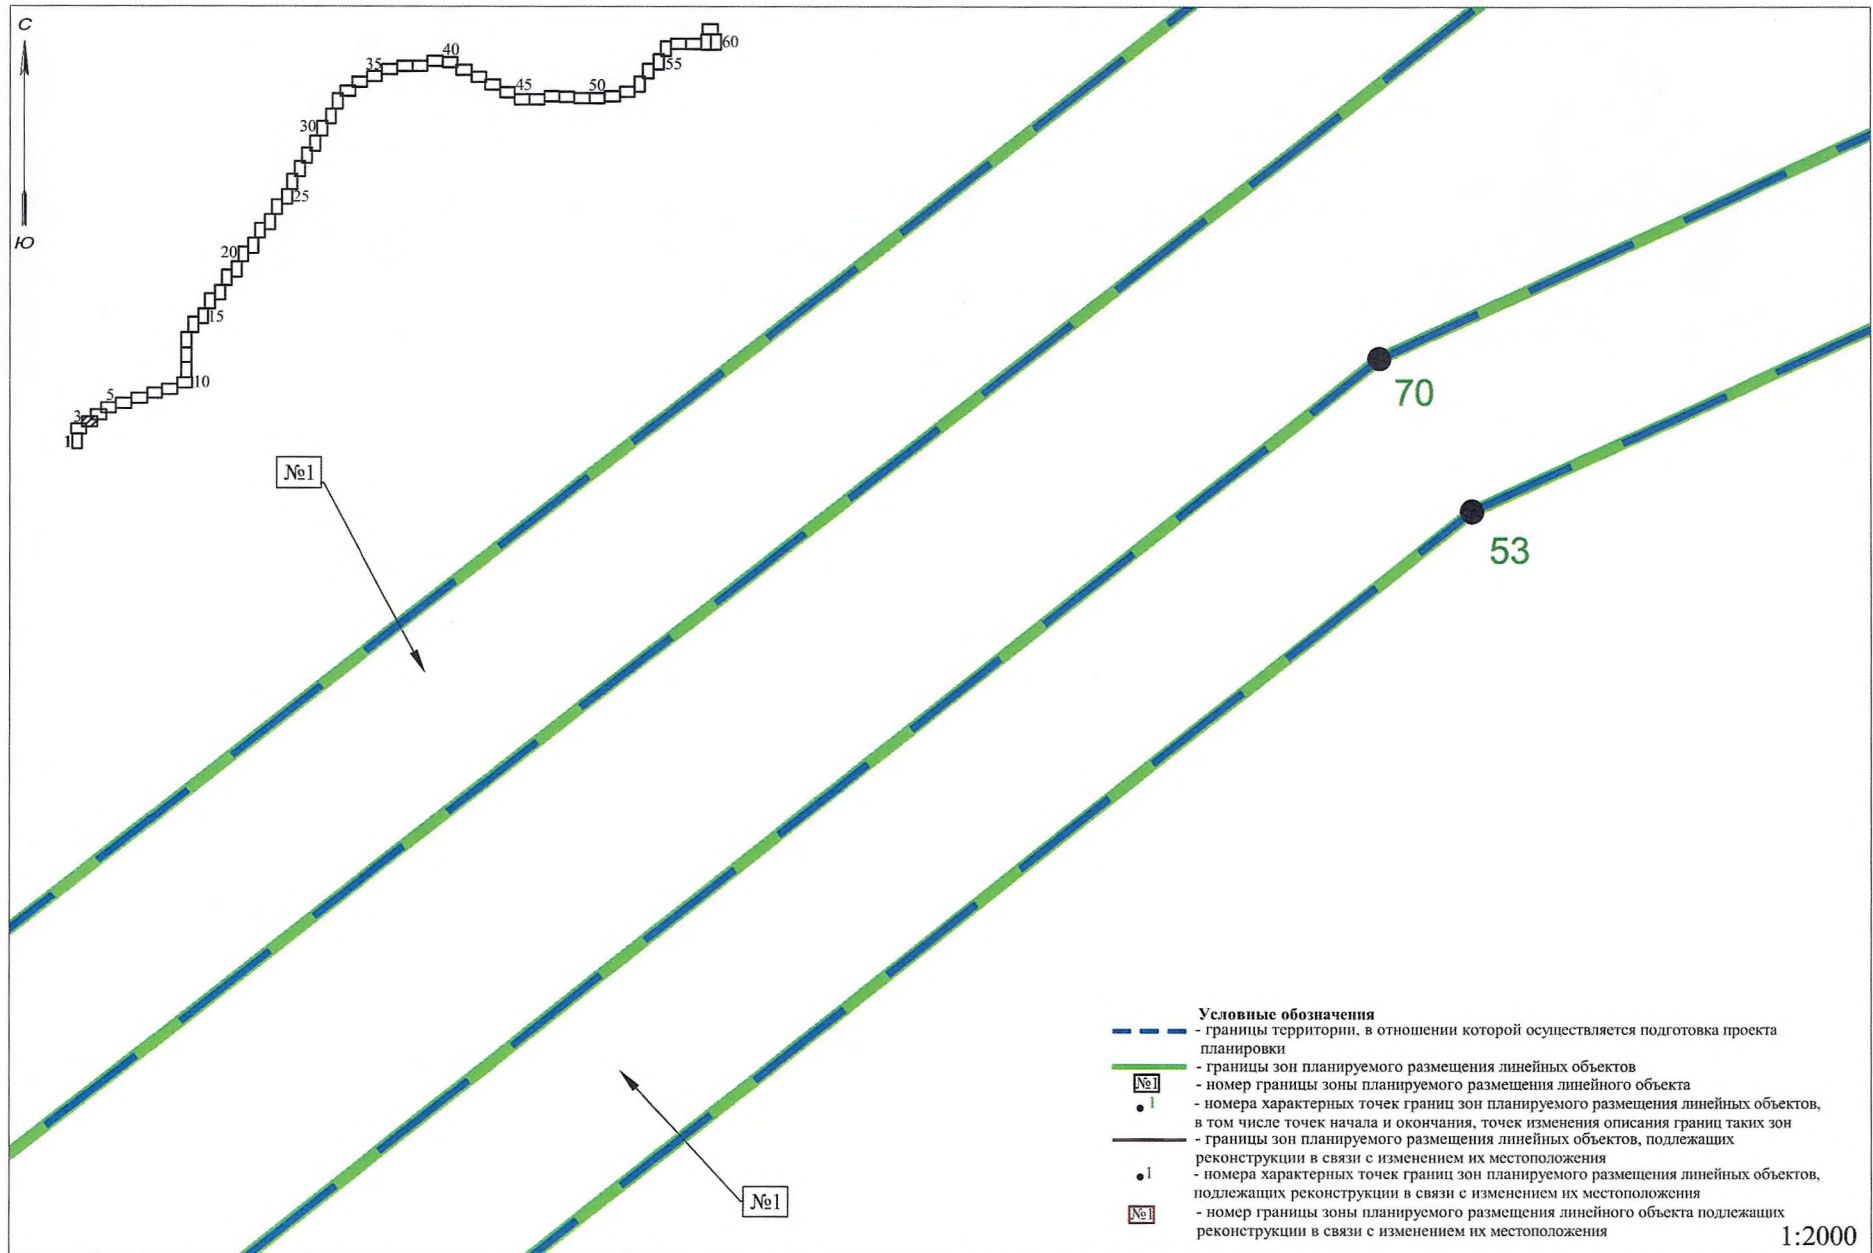 С
Ю
60
55
50
45
40
35
30
25
20
15
10
5
3
1
№1
70
53
№1
Условные обозначения
- границы территории, в отношении которой осуществляется подготовка проекта
планировки
- границы зон планируемого размещения линейных объектов
№1 - номер границы зоны планируемого размещения линейного объекта
1 - номера характерных точек границ зон планируемого размещения линейных объектов,
в том числе точек начала и окончания, точек изменения описания границ таких зон
- границы зон планируемого размещения линейных объектов, подлежащих
реконструкции в связи с изменением их местоположения
1 - номера характерных точек границ зон планируемого размещения линейных объектов,
подлежащих реконструкции в связи с изменением их местоположения
№1 - номер границы зоны планируемого размещения линейного объекта подлежащих
реконструкции в связи с изменением их местоположения
1:2000